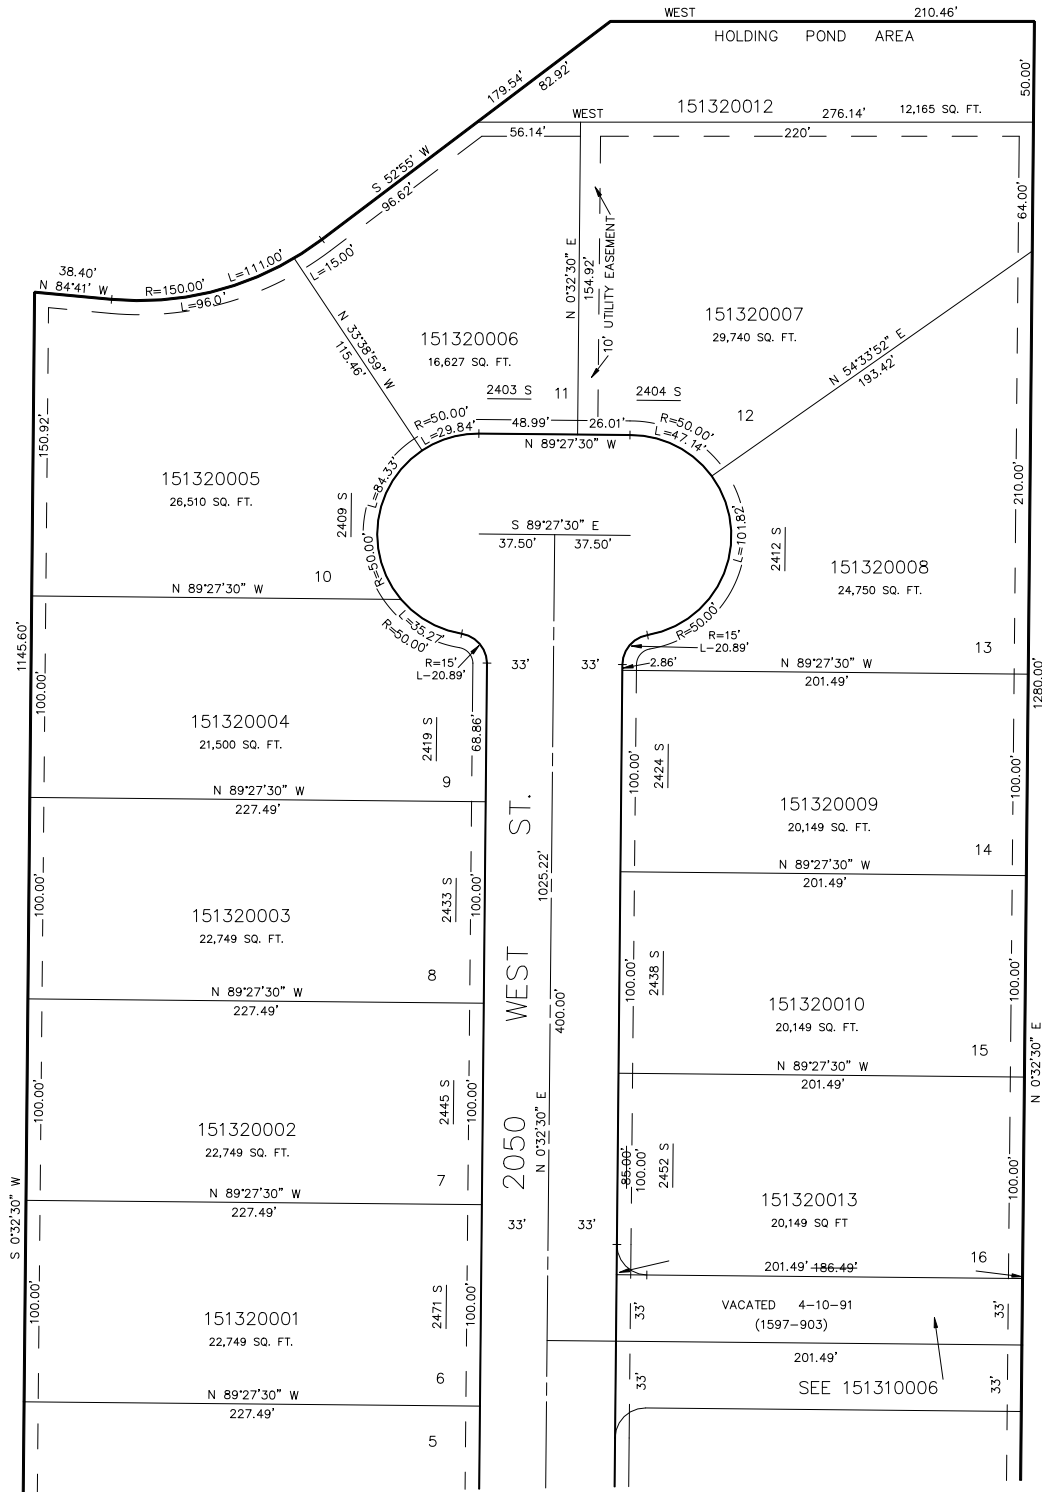 WEST 210.46'
HOLDING POND AREA
50.00'
179.54'
82.92'
151320012
12,165 SQ. FT.
WEST 276.14'
56.14'
220'
S 52°55' W
96.62'
64.00'
10' UTILITY EASEMENT
N 0°32'30" E
154.92'
38.40'
N 84°41' W
R=150.00'
L=111.00'
L=96.0'
L=15.00'
N 33°38'59" W
115.46'
151320006
16,627 SQ. FT.
2403 S
11
151320007
29,740 SQ. FT.
2404 S
12
N 54°33'52" E
193.42'
R=50.00'
L=29.84'
48.99'
26.01'
N 89°27'30" W
R=50.00'
L=47.14'
150.92'
151320005
26,510 SQ. FT.
2409 S
L=84.33'
R=50.00'
10
N 89°27'30" W
S 89°27'30" E
37.50' 37.50'
L=101.82'
R=50.00'
210.00'
2412 S
151320008
24,750 SQ. FT.
13
L=35.27'
R=50.00'
R=15'
L-20.89'
33' 33'
R=15'
L-20.89'
2.86'
N 89°27'30" W
201.49'
1145.60'
1280.00'
100.00'
151320004
21,500 SQ. FT.
2419 S
68.86'
9
N 89°27'30" W
227.49'
100.00'
2424 S
151320009
20,149 SQ. FT.
14
N 89°27'30" W
201.49'
100.00'
100.00'
151320003
22,749 SQ. FT.
2433 S
100.00'
8
N 89°27'30" W
227.49'
2050 WEST ST.
1025.22'
400.00'
N 0°32'30" E
100.00'
2438 S
151320010
20,149 SQ. FT.
15
100.00'
N 89°27'30" W
201.49'
N 0°32'30" E
100.00'
151320002
22,749 SQ. FT.
2445 S
100.00'
7
N 89°27'30" W
227.49'
S 0°32'30" W
85.00'
100.00'
2452 S
151320013
20,149 SQ FT
16
100.00'
33' 33'
201.49' 186.49'
100.00'
151320001
22,749 SQ. FT.
2471 S
100.00'
6
N 89°27'30" W
227.49'
5
VACATED 4-10-91
(1597-903)
33'
33'
201.49'
SEE 151310006
33'
33'